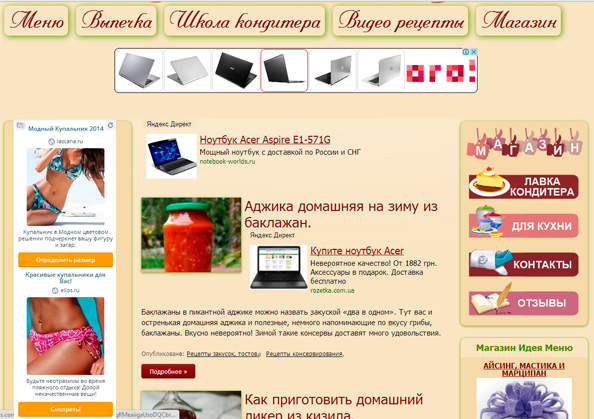 Меню
Выпечка
Школа кондитера
Видео рецепты
Магазин
Модный Купальник 2014
lascana.ru
Купальник в Модном цветовом
решении подчеркнет вашу фигуру
и загар.
Определить размер
Красивые купальники для
Вас!
elios.ru
Будьте неотразимы во время
пляжного отдыха! Долой
некачественные вещи!
Смотреть!
Яндекс Директ
Ноутбук Acer Aspire E1-571G
Мощный ноутбук с доставкой по России и СНГ
notebook-worlds.ru
Аджика домашняя на зиму из
баклажан.
Яндекс Директ
Купите ноутбук Acer
Невероятное качество! От 1882 грн.
Аксессуары в подарок. Доставка
бесплатно
rozetka.com.ua
Баклажаны в пикантной аджике можно назвать закуской «два в одном». Тут вас и
остренькая домашняя аджика и полезные, немного напоминающие по вкусу грибы,
баклажаны. Вкусно невероятно! Зимой такие консервы доставят много удовольствия.
Опубликовано: Рецепты закусок, тостов, Рецепты консервирования.
Подробнее »
Как приготовить домашний
ликер из кизила.
МАГАЗИН
ЛАВКА
КОНДИТЕРА
ДЛЯ КУХНИ
КОНТАКТЫ
ОТЗЫВЫ
Магазин Идея Меню
АЙСИНГ, МАСТИКА И
МАРЦИПАН